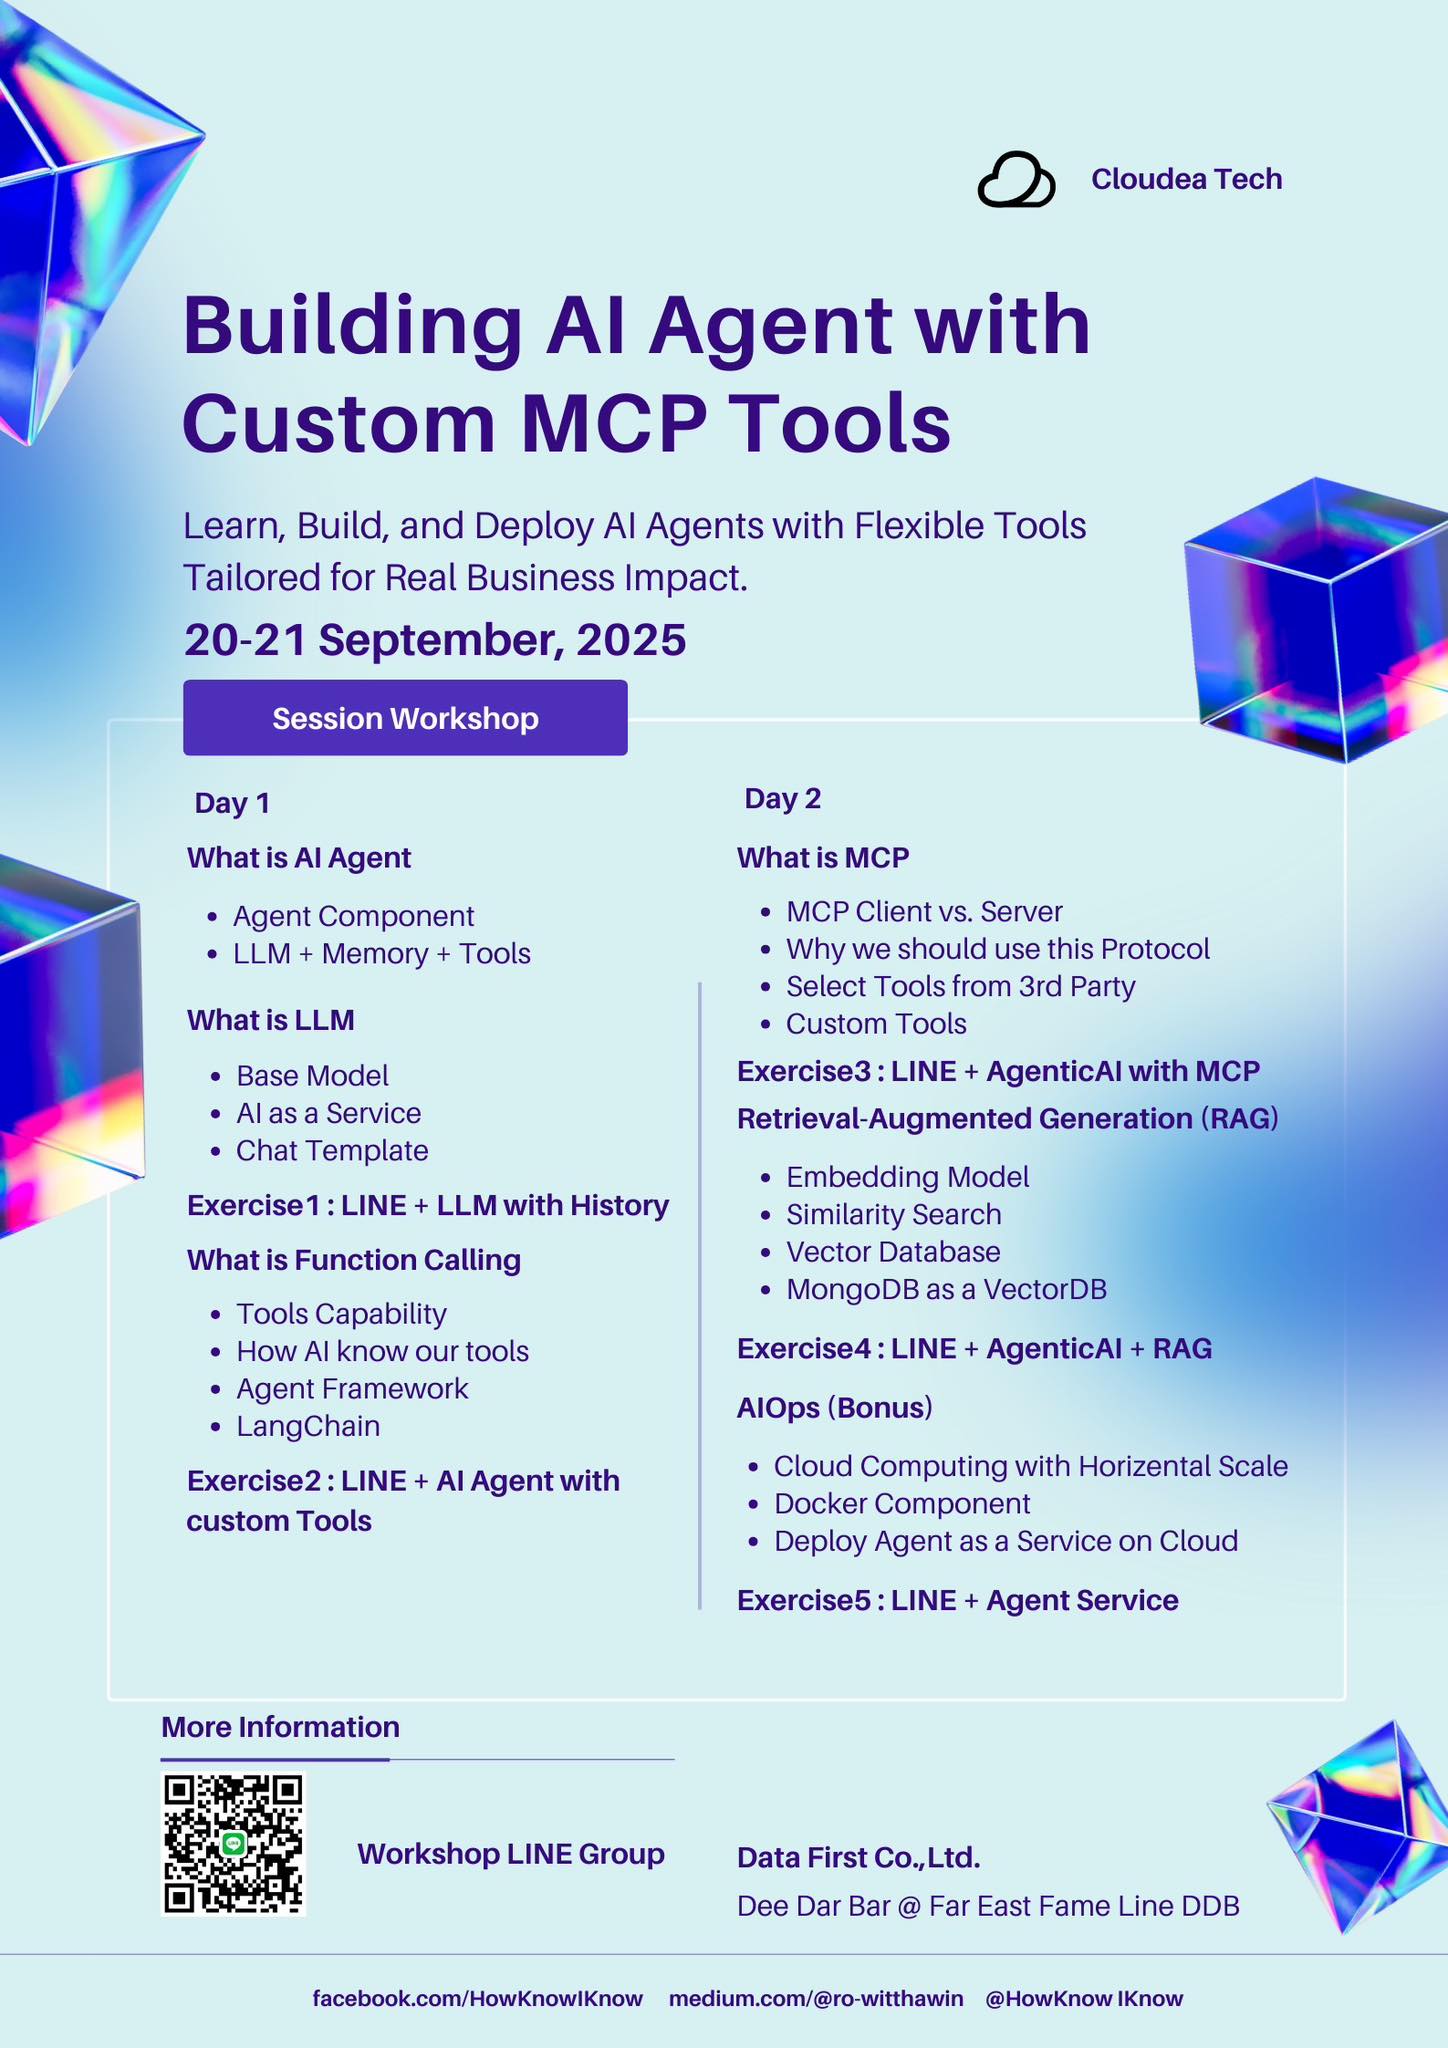 Cloudea Tech
Building AI Agent with
Custom MCP Tools
Learn, Build, and Deploy AI Agents with Flexible Tools
Tailored for Real Business Impact.
20-21 September, 2025
Session Workshop
Day 1
What is AI Agent
• Agent Component
• LLM + Memory + Tools
What is LLM
• Base Model
• AI as a Service
• Chat Template
Exercise1 : LINE + LLM with History
What is Function Calling
• Tools Capability
• How AI know our tools
• Agent Framework
• LangChain
Exercise2 : LINE + AI Agent with
custom Tools
Day 2
What is MCP
• MCP Client vs. Server
• Why we should use this Protocol
• Select Tools from 3rd Party
• Custom Tools
Exercise3 : LINE + AgenticAI with MCP
Retrieval-Augmented Generation (RAG)
• Embedding Model
• Similarity Search
• Vector Database
• MongoDB as a VectorDB
Exercise4 : LINE + AgenticAI + RAG
AIOps (Bonus)
• Cloud Computing with Horizental Scale
• Docker Component
• Deploy Agent as a Service on Cloud
Exercise5 : LINE + Agent Service
More Information
LINE
Workshop LINE Group
Data First Co.,Ltd.
Dee Dar Bar @ Far East Fame Line DDB
facebook.com/HowKnowIKnow medium.com/@ro-witthawin @HowKnow IKnow